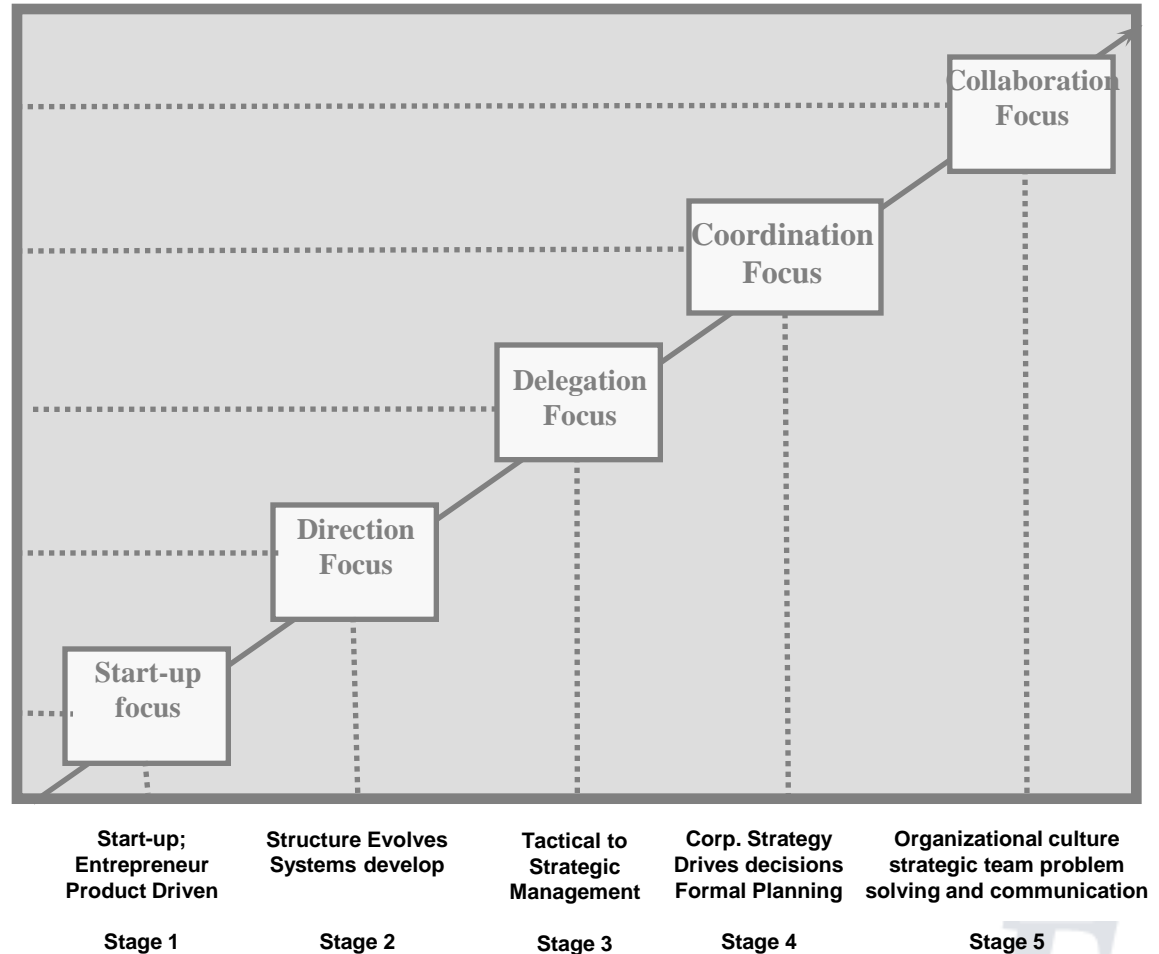 Collaboration
Focus
Coordination
Focus
Delegation
Focus
Direction
Focus
Start-up
focus
Start-up;
Entrepreneur
Product Driven
Stage 1
Structure Evolves
Systems develop
Stage 2
Tactical to
Strategic
Management
Stage 3
Corp. Strategy
Drives decisions
Formal Planning
Stage 4
Organizational culture
strategic team problem
solving and communication
Stage 5